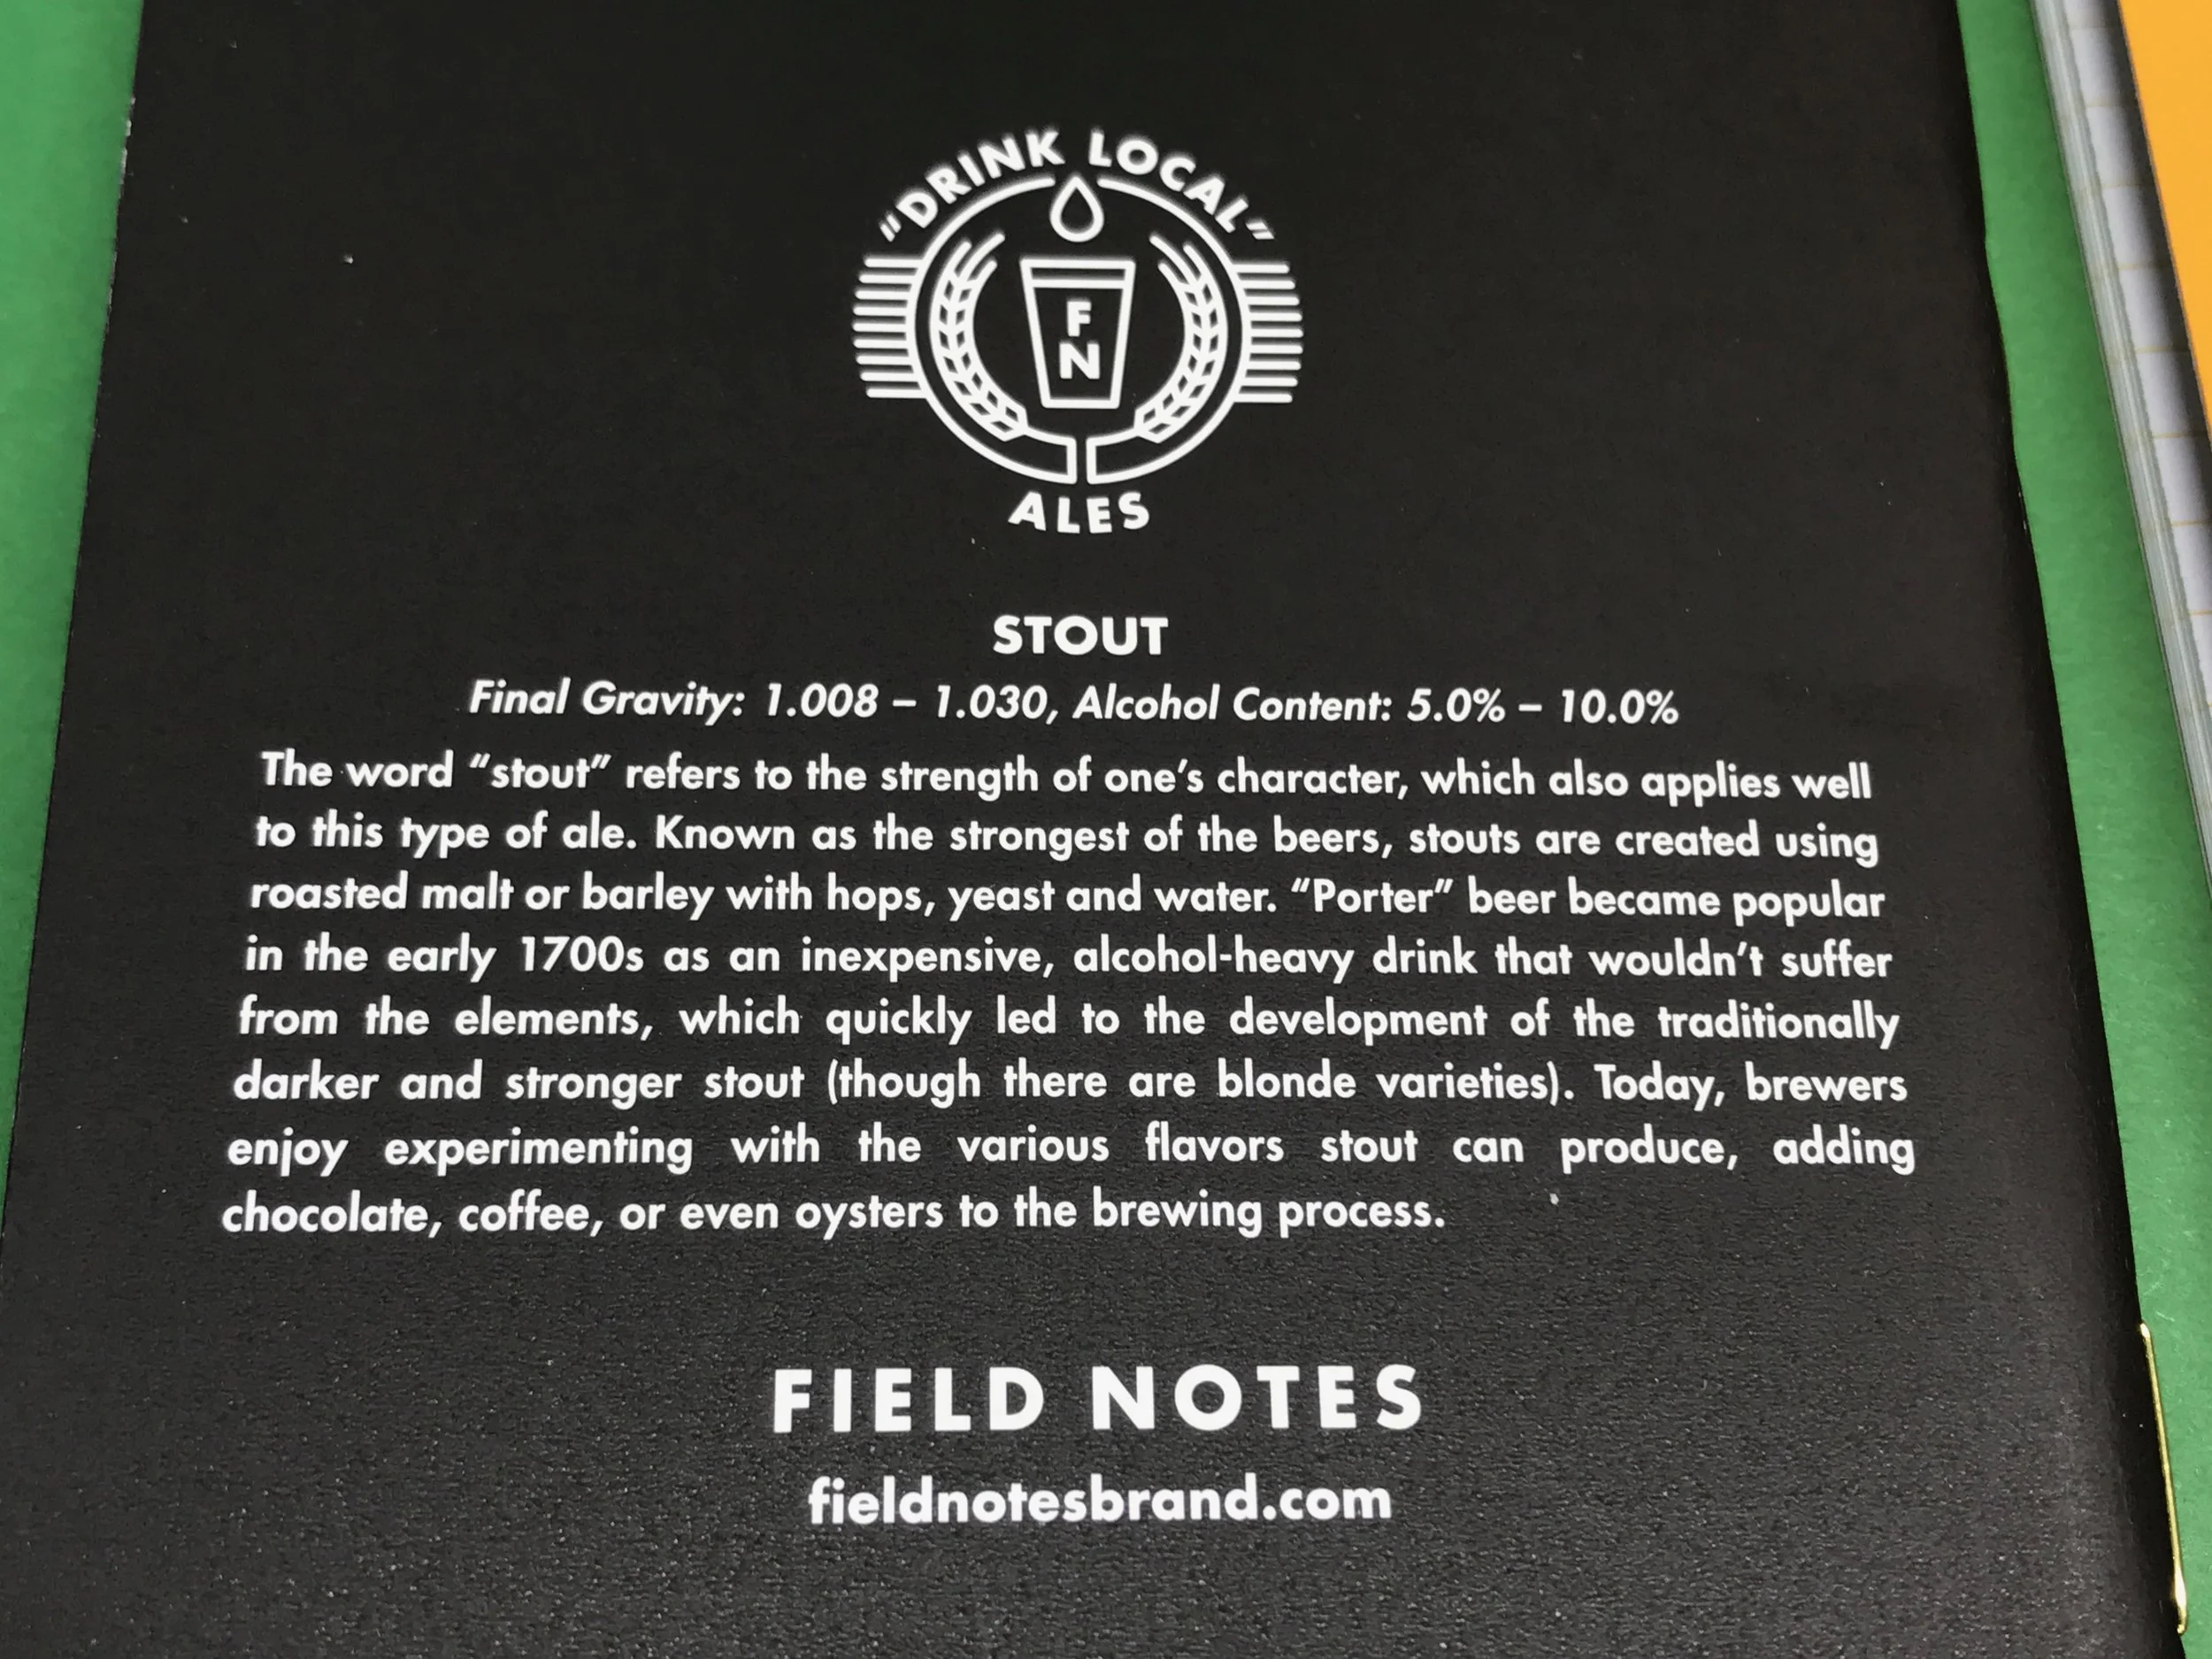 "DRINK LOCAL"
F
N
ALES
STOUT
Final Gravity: 1.008 – 1.030, Alcohol Content: 5.0% – 10.0%
The word "stout" refers to the strength of one's character, which also applies well
to this type of ale. Known as the strongest of the beers, stouts are created using
roasted malt or barley with hops, yeast and water. "Porter" beer became popular
in the early 1700s as an inexpensive, alcohol-heavy drink that wouldn't suffer
from the elements, which quickly led to the development of the traditionally
darker and stronger stout (though there are blonde varieties). Today, brewers
enjoy experimenting with the various flavors stout can produce, adding
chocolate, coffee, or even oysters to the brewing process.
FIELD NOTES
fieldnotesbrand.com